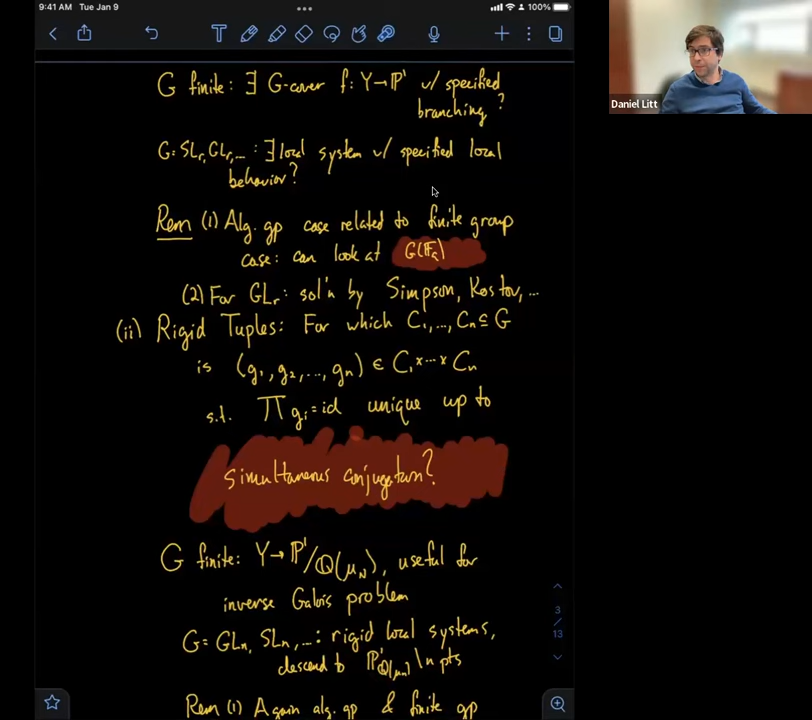 9:41 AM Tue Jan 9
100%
G finite: ∃ G-cover f: Y→ℙ¹ w/ specified
branching?
G=SLr, GLr, ...: ∃ local system w/ specified local
behavior?
Rem (1) Alg. gp case related to finite group
case: can look at G(𝔽q)
(2) For GLr: sol'n by Simpson, Kostov, ...
(ii) Rigid Tuples: For which C₁, ..., Cn ⊆ G
is (g₁, g₂, ..., gn) ∈ C₁ × ... × Cn
s.t. ∏ gi = id unique up to
simultaneous conjugation?
G finite: Y→ℙ¹/ℚ(μN), useful for
inverse Galois problem
G = GLn, SLn, ...: rigid local systems,
descend to ℙ¹ℚ(μN) \ n pts
Rem (1) Again alg. gp & finite gp
3
/
13
Daniel Litt